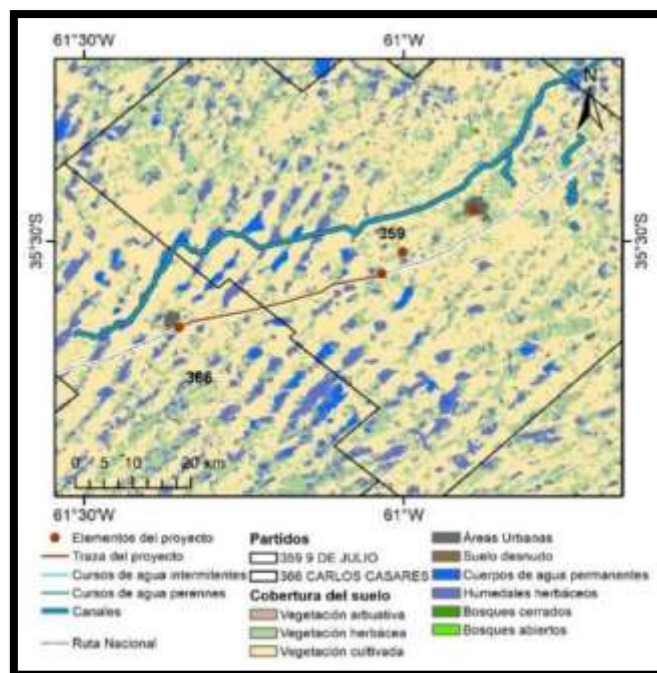 61°30'W 61°W
N
35°30'S 35°30'S
359
366
0 5 10 20 km
61°30'W 61°W
Elementos del proyecto
Traza del proyecto
Cursos de agua intermitentes
Cursos de agua perennes
Canales
Ruta Nacional
Partidos
359 9 DE JULIO
366 CARLOS CASARES
Cobertura del suelo
Vegetación arbustiva
Vegetación herbácea
Vegetación cultivada
Áreas Urbanas
Suelo desnudo
Cuerpos de agua permanentes
Humedales herbáceos
Bosques cerrados
Bosques abiertos